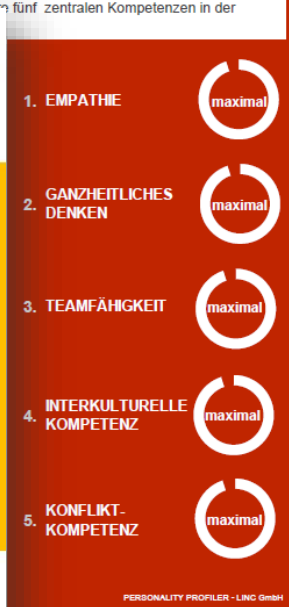 fünf zentralen Kompetenzen in der
1. EMPATHIE
maximal
2. GANZHEITLICHES
DENKEN
maximal
3. TEAMFÄHIGKEIT
maximal
4. INTERKULTURELLE
KOMPETENZ
maximal
5. KONFLIKT-
KOMPETENZ
maximal
PERSONALITY PROFILER - LINC GmbH